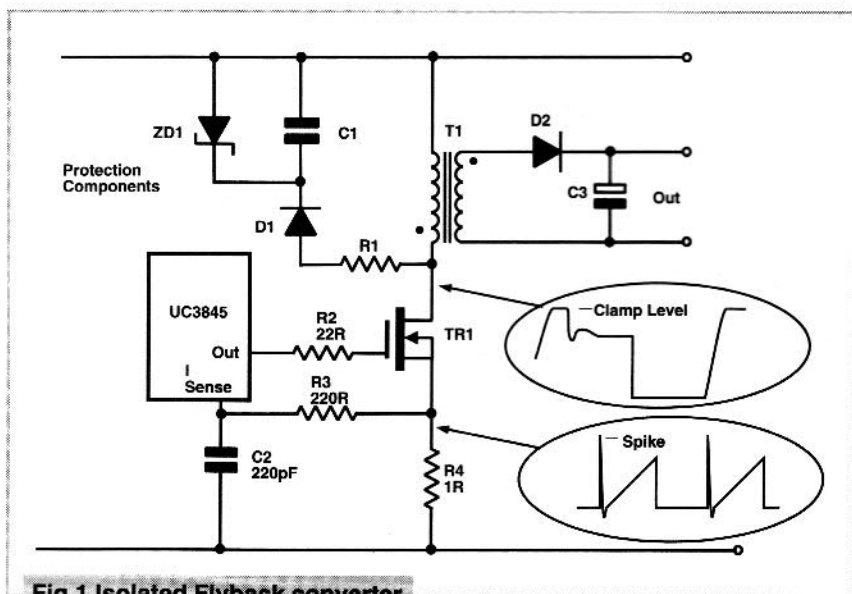 ZD1
C1
T1
D2
Protection
Components
C3
Out
D1
R1
UC3845
Clamp Level
R2
22R
TR1
Out
I
Sense
R3
220R
Spike
C2
220pF
R4
1R
Fig 1 Isolated Flyback converter